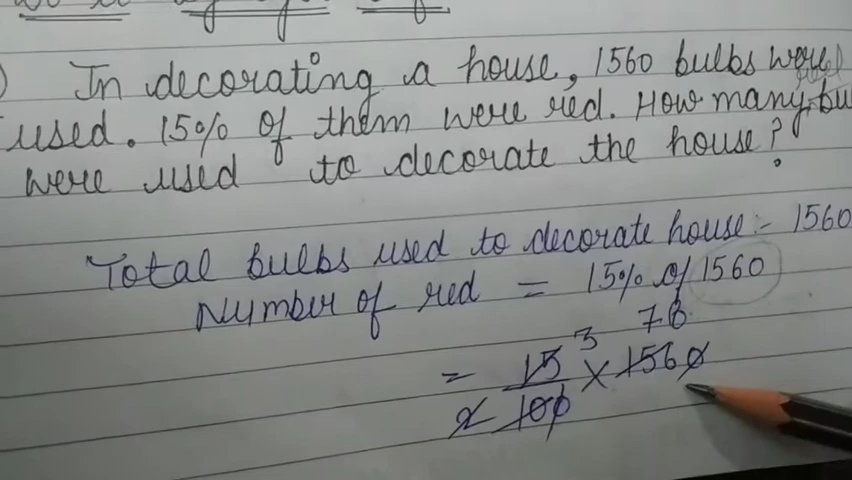 ) In decorating a house, 1560 bulbs were
used. 15% of them were red. How many bu
were used to decorate the house?
Total bulbs used to decorate house :- 1560
Number of red = 15% of 1560
3 78
= 15 × 1560
2 100